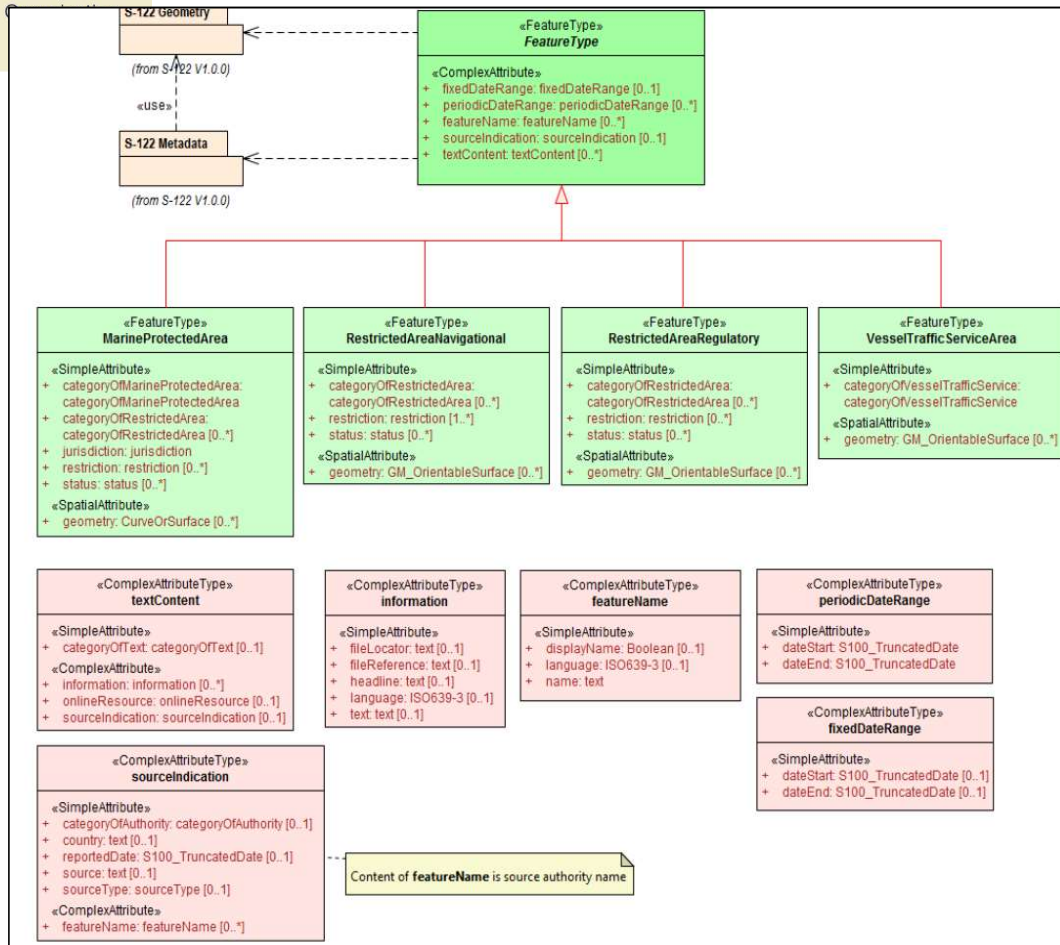 S-122 Geometry
(from S-122 V1.0.0)
«use»
S-122 Metadata
(from S-122 V1.0.0)
«FeatureType»
FeatureType
«ComplexAttribute»
+ fixedDateRange: fixedDateRange [0..1]
+ periodicDateRange: periodicDateRange [0..*]
+ featureName: featureName [0..*]
+ sourceIndication: sourceIndication [0..1]
+ textContent: textContent [0..*]
«FeatureType»
MarineProtectedArea
«SimpleAttribute»
+ categoryOfMarineProtectedArea:
categoryOfMarineProtectedArea
+ categoryOfRestrictedArea:
categoryOfRestrictedArea [0..*]
+ jurisdiction: jurisdiction
+ restriction: restriction [0..*]
+ status: status [0..*]
«SpatialAttribute»
+ geometry: CurveOrSurface [0..*]
«FeatureType»
RestrictedAreaNavigational
«SimpleAttribute»
+ categoryOfRestrictedArea:
categoryOfRestrictedArea [0..*]
+ restriction: restriction [1..*]
+ status: status [0..*]
«SpatialAttribute»
+ geometry: GM_OrientableSurface [0..*]
«FeatureType»
RestrictedAreaRegulatory
«SimpleAttribute»
+ categoryOfRestrictedArea:
categoryOfRestrictedArea [0..*]
+ restriction: restriction [0..*]
+ status: status [0..*]
«SpatialAttribute»
+ geometry: GM_OrientableSurface [0..*]
«FeatureType»
VesselTrafficServiceArea
«SimpleAttribute»
+ categoryOfVesselTrafficService:
categoryOfVesselTrafficService
«SpatialAttribute»
+ geometry: GM_OrientableSurface [0..*]
«ComplexAttributeType»
textContent
«SimpleAttribute»
+ categoryOfText: categoryOfText [0..1]
«ComplexAttribute»
+ information: information [0..*]
+ onlineResource: onlineResource [0..1]
+ sourceIndication: sourceIndication [0..1]
«ComplexAttributeType»
information
«SimpleAttribute»
+ fileLocator: text [0..1]
+ fileReference: text [0..1]
+ headline: text [0..1]
+ language: ISO639-3 [0..1]
+ text: text [0..1]
«ComplexAttributeType»
featureName
«SimpleAttribute»
+ displayName: Boolean [0..1]
+ language: ISO639-3 [0..1]
+ name: text
«ComplexAttributeType»
periodicDateRange
«SimpleAttribute»
+ dateStart: S100_TruncatedDate
+ dateEnd: S100_TruncatedDate
«ComplexAttributeType»
fixedDateRange
«SimpleAttribute»
+ dateStart: S100_TruncatedDate [0..1]
+ dateEnd: S100_TruncatedDate [0..1]
«ComplexAttributeType»
sourceIndication
«SimpleAttribute»
+ categoryOfAuthority: categoryOfAuthority [0..1]
+ country: text [0..1]
+ reportedDate: S100_TruncatedDate [0..1]
+ source: text [0..1]
+ sourceType: sourceType [0..1]
«ComplexAttribute»
+ featureName: featureName [0..*]
Content of featureName is source authority name